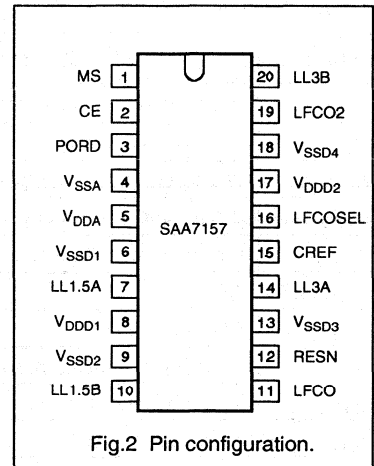 MS 1 20 LL3B
CE 2 19 LFCO2
PORD 3 18 VSSD4
VSSA 4 17 VDDD2
VDDA 5 16 LFCOSEL
SAA7157
VSSD1 6 15 CREF
LL1.5A 7 14 LL3A
VDDD1 8 13 VSSD3
VSSD2 9 12 RESN
LL1.5B 10 11 LFCO
Fig.2 Pin configuration.